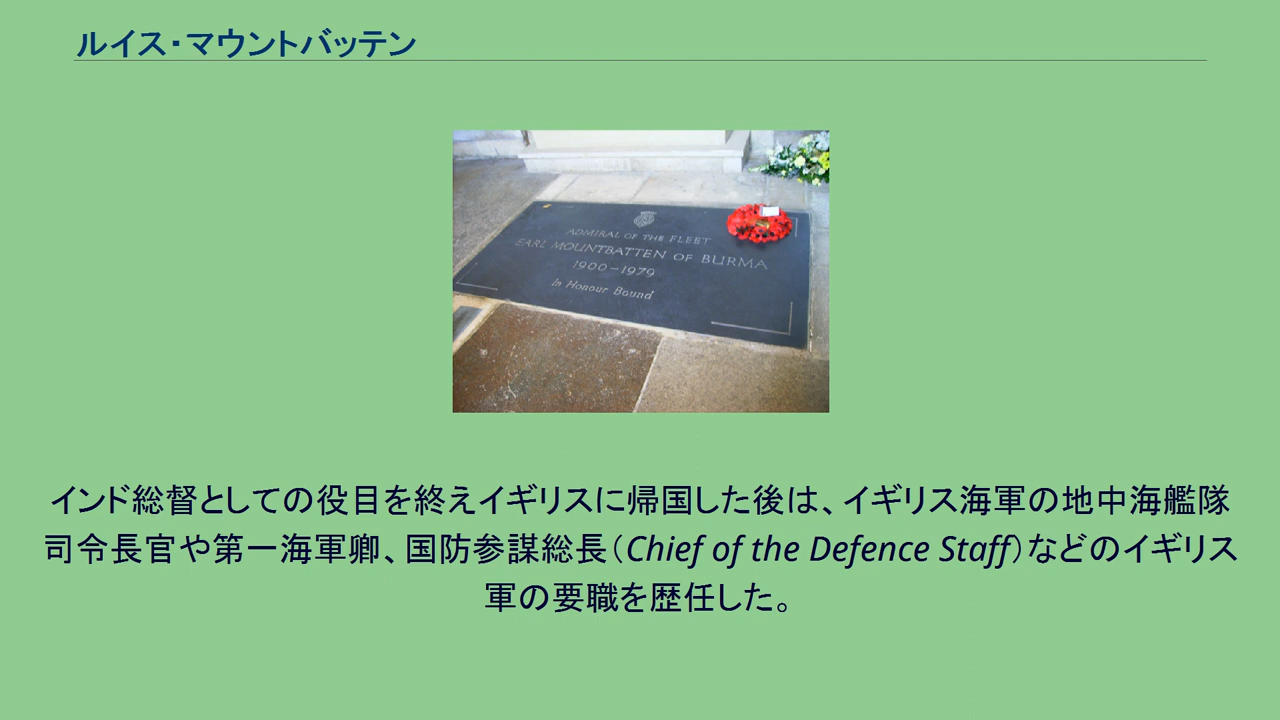 ルイス・マウントバッテン
ADMIRAL OF THE FLEET
EARL MOUNTBATTEN OF BURMA
1900–1979
In Honour Bound
インド総督としての役目を終えイギリスに帰国した後は、イギリス海軍の地中海艦隊
司令長官や第一海軍卿、国防参謀総長（Chief of the Defence Staff）などのイギリス
軍の要職を歴任した。